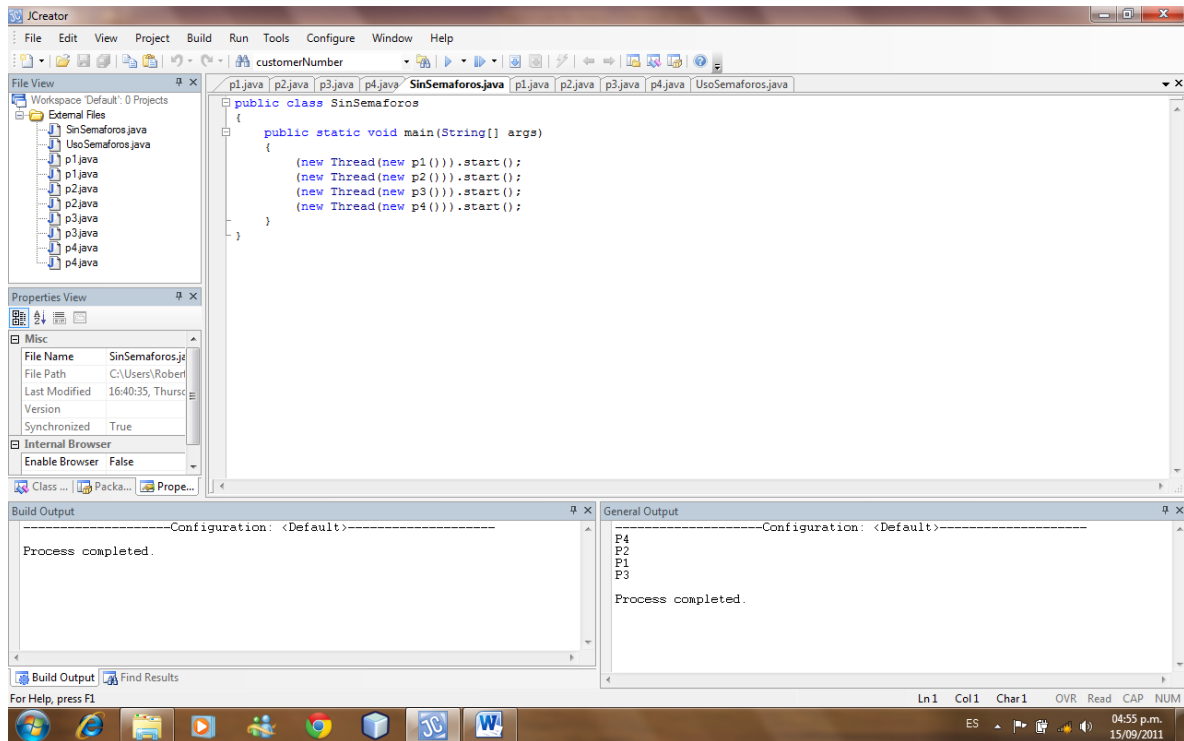 JCreator
File Edit View Project Build Run Tools Configure Window Help
customerNumber
File View
Workspace 'Default': 0 Projects
External Files
SinSemaforos.java
UsoSemaforos.java
p1.java
p1.java
p2.java
p2.java
p3.java
p3.java
p4.java
p4.java
Properties View
Misc
File Name SinSemaforos.ja
File Path C:\Users\Robert
Last Modified 16:40:35, Thursd
Version
Synchronized True
Internal Browser
Enable Browser False
Class ... Packa... Prope...
p1.java p2.java p3.java p4.java SinSemaforos.java p1.java p2.java p3.java p4.java UsoSemaforos.java
public class SinSemaforos
{
public static void main(String[] args)
{
(new Thread(new p1())).start();
(new Thread(new p2())).start();
(new Thread(new p3())).start();
(new Thread(new p4())).start();
}
}
Build Output
--------------------Configuration: <Default>--------------------
Process completed.
Build Output Find Results
General Output
--------------------Configuration: <Default>--------------------
P4
P2
P1
P3
Process completed.
For Help, press F1
Ln 1 Col 1 Char 1 OVR Read CAP NUM
JC W ES 04:55 p.m.
15/09/2011